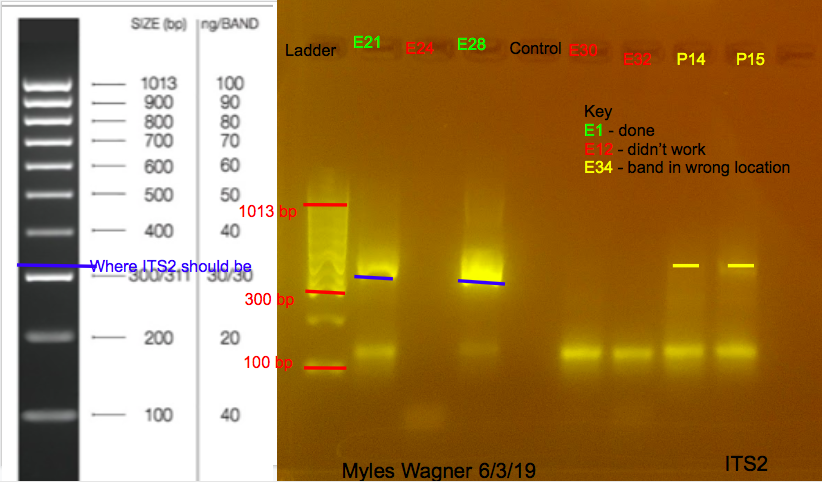 SIZE (bp) ng/BAND
1013 100
900 90
800 80
700 70
600 60
500 50
400 40
Where ITS2 should be
300/311 30/30
200 20
100 40
Ladder E21 E24 E28 Control E30 E32 P14 P15
Key
E1 - done
E12 - didn't work
E34 - band in wrong location
1013 bp
300 bp
100 bp
Myles Wagner 6/3/19
ITS2